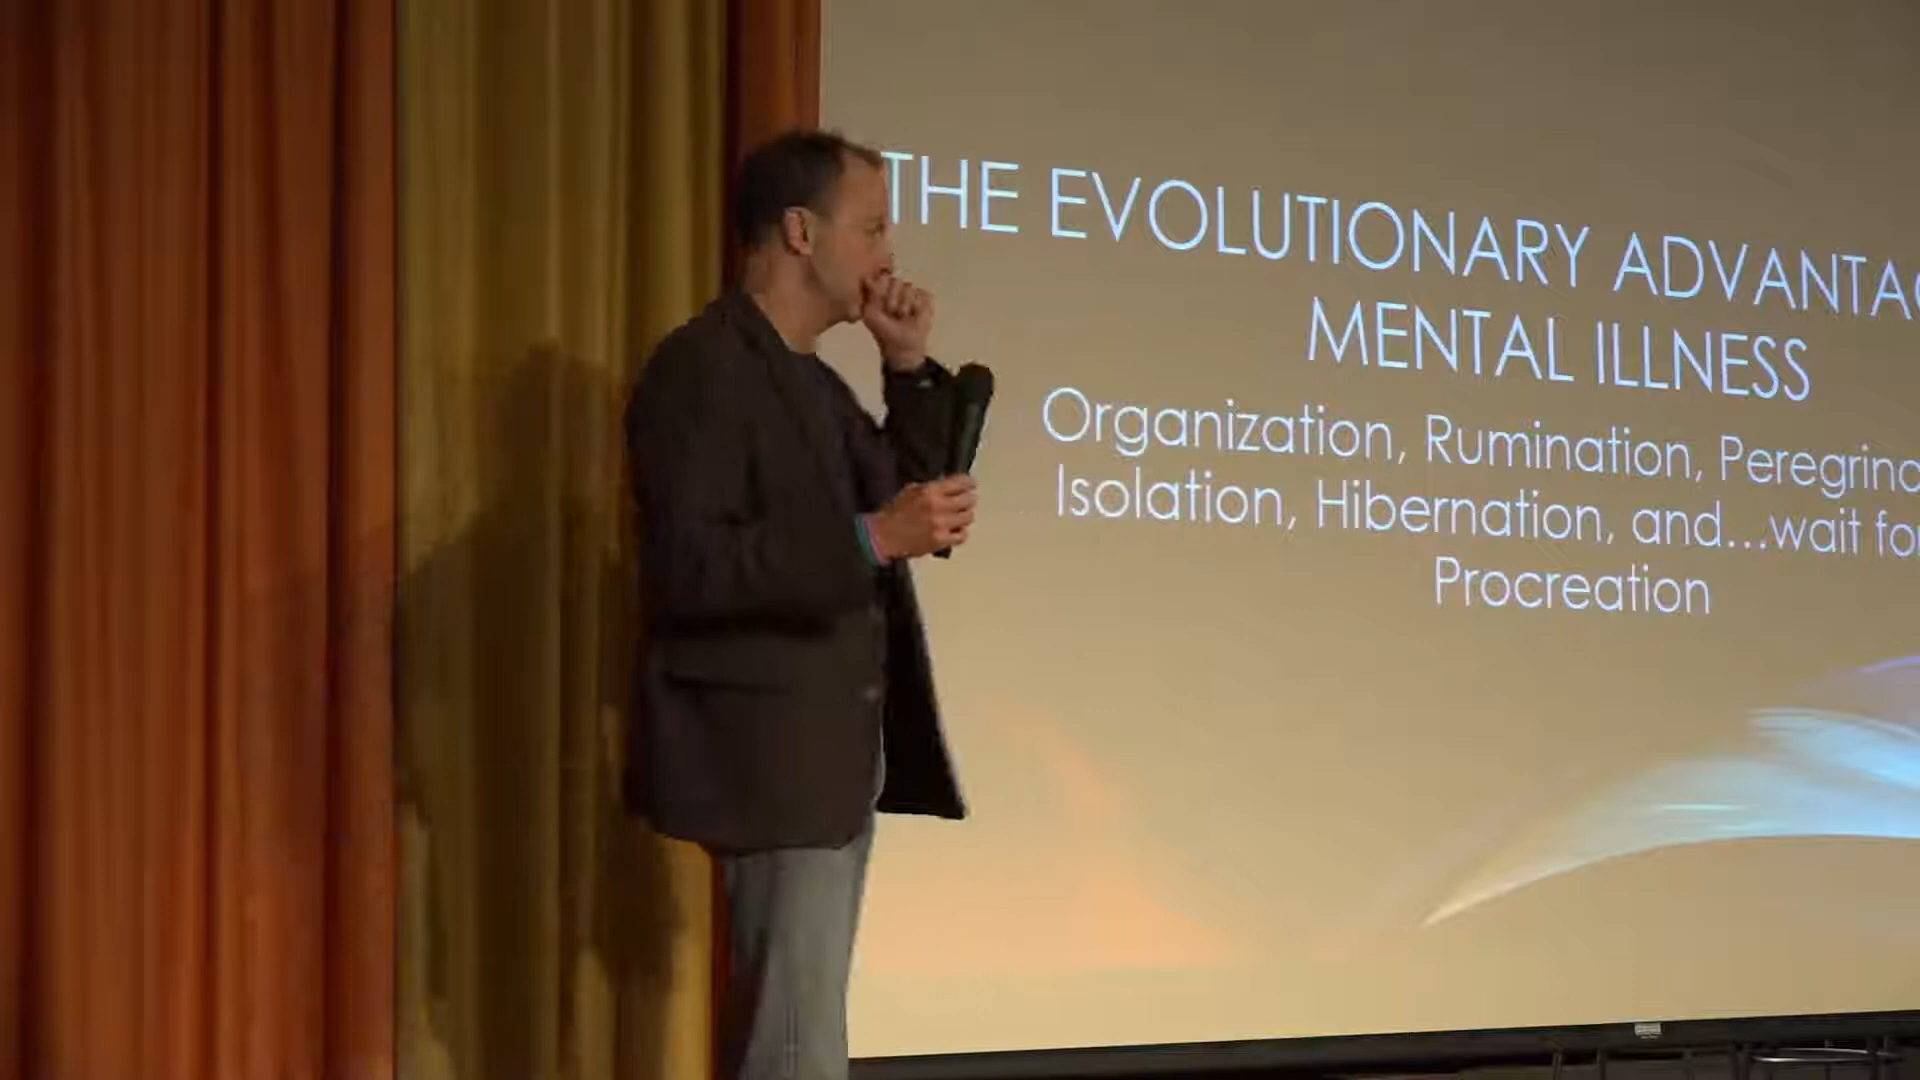 THE EVOLUTIONARY
MENTAL ILLNESS
Organization, Rumination,
Isolation, Hibernation, and...wait
Procreation